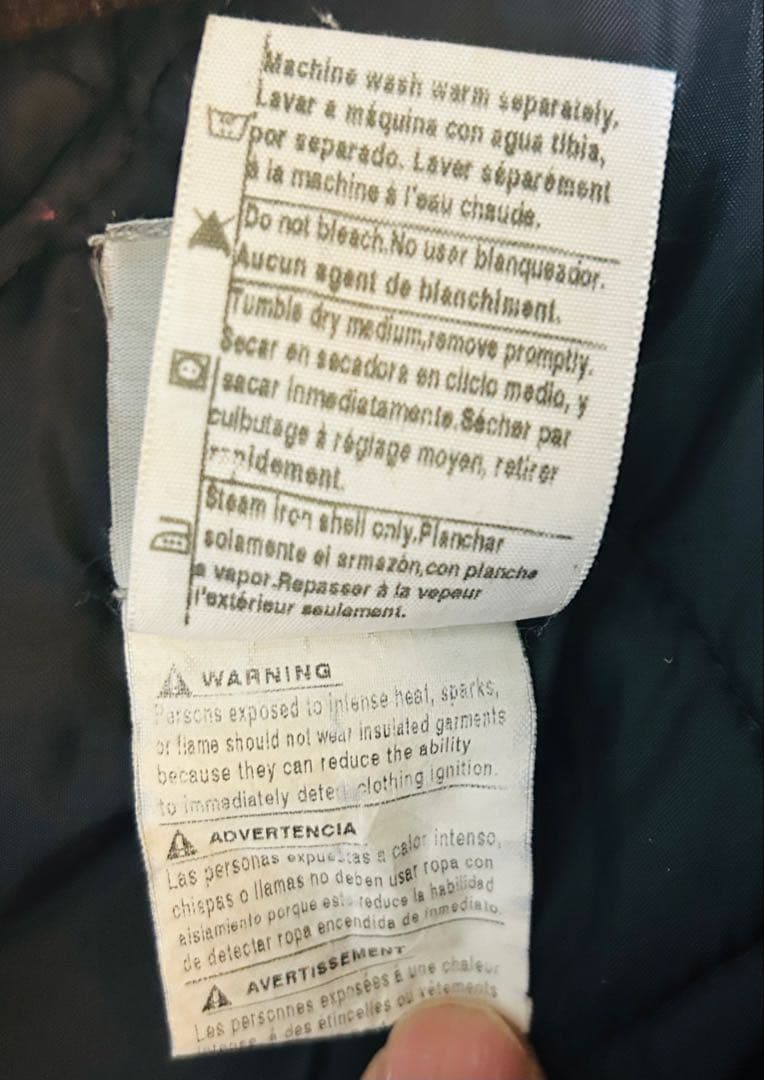 Machine wash warm separately.
Lavar a máquina con agua tibia,
por separado. Laver séparément
à la machine à l'eau chaude.
Do not bleach.No usar blanqueador.
Aucun agent de blanchiment.
Tumble dry medium,remove promptly.
Secar en secadora en ciiclo medio, y
sacar inmediatamente.Sécher par
culbutage à réglage moyen, retirer
rapidement.
Steam iron shell only.Planchar
solamente el armazón,con plancha
a vapor.Repasser à la vapeur
l'extérieur seulement.
WARNING
Persons exposed to intense heat, sparks,
or flame should not wear insulated garments
because they can reduce the ability
to immediately detect clothing ignition.
ADVERTENCIA
Las personas expuestas a calor intenso,
chispas o llamas no deben usar ropa con
aislamiento porque esto reduce la habilidad
de detectar ropa encendida de inmediato.
AVERTISSEMENT
Les personnes exposées à une chaleur
intense, à des étincelles ou vêtements